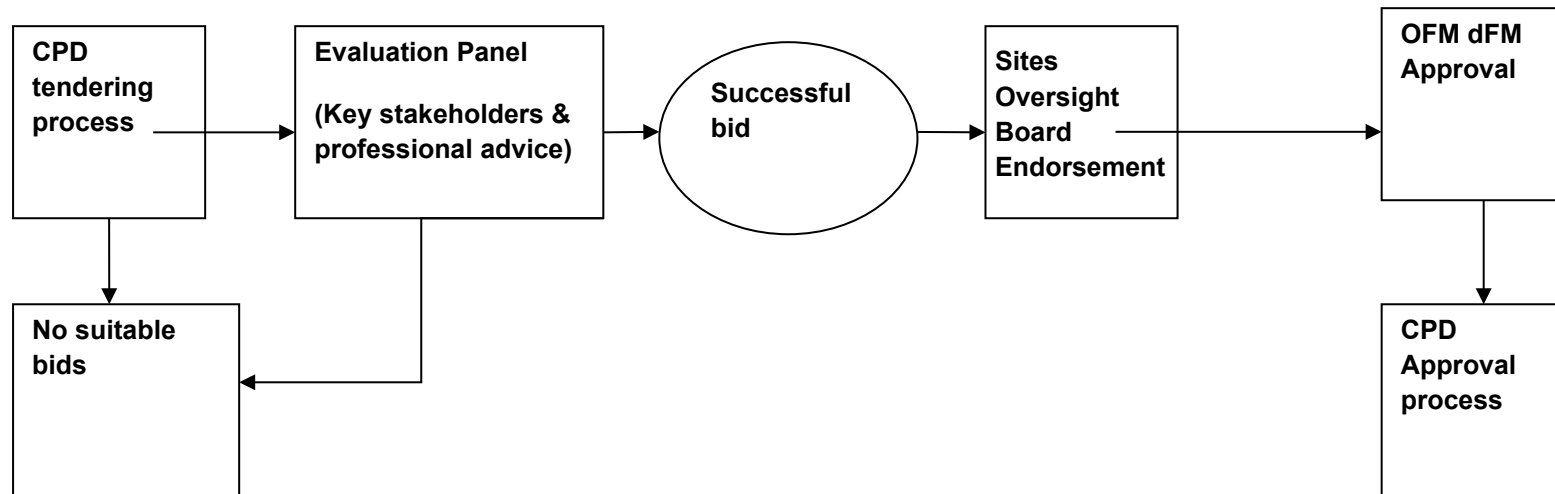 CPD
tendering
process
Evaluation Panel
(Key stakeholders &
professional advice)
Successful
bid
Sites
Oversight
Board
Endorsement
OFM dFM
Approval
No suitable
bids
CPD
Approval
process